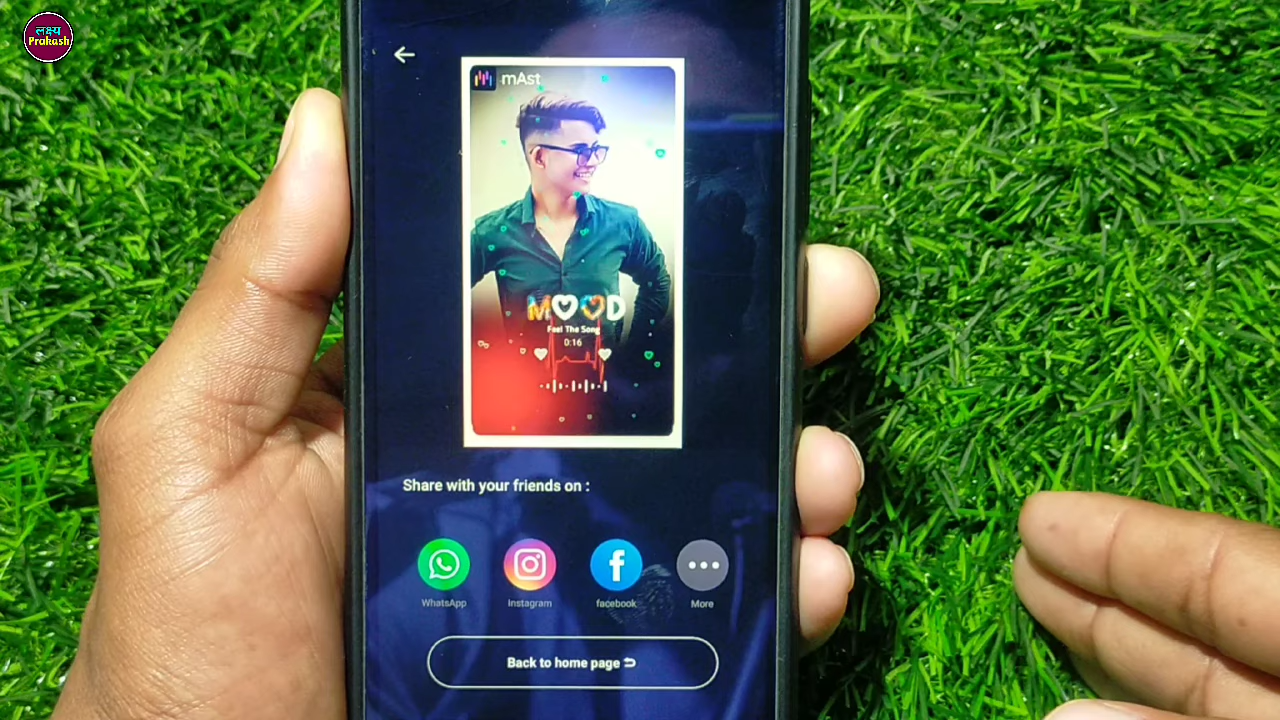 लक्ष्य
Prakash
mAst
MOOD
Feel The Song
0:16
Share with your friends on :
WhatsApp
Instagram
facebook
More
Back to home page